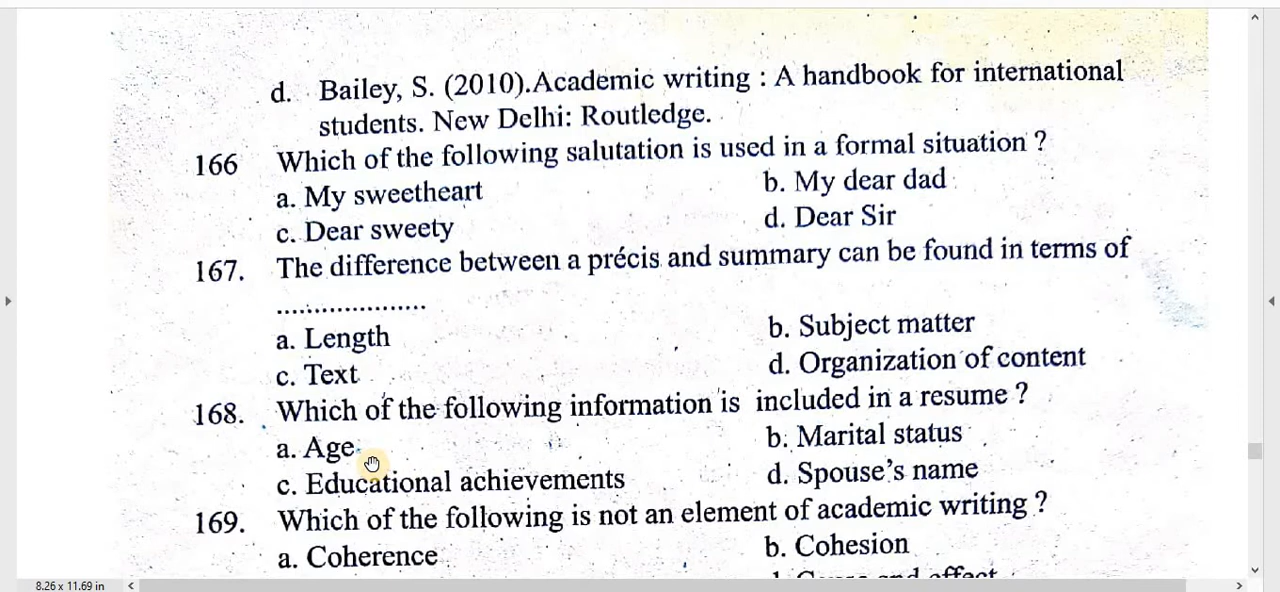 d. Bailey, S. (2010).Academic writing : A handbook for international
students. New Delhi: Routledge.
166 Which of the following salutation is used in a formal situation ?
a. My sweetheart b. My dear dad
c. Dear sweety d. Dear Sir
167. The difference between a précis and summary can be found in terms of
....................
a. Length b. Subject matter
c. Text d. Organization of content
168. Which of the following information is included in a resume ?
a. Age b. Marital status
c. Educational achievements d. Spouse's name
169. Which of the following is not an element of academic writing ?
a. Coherence b. Cohesion
and effect
8.26 x 11.69 in